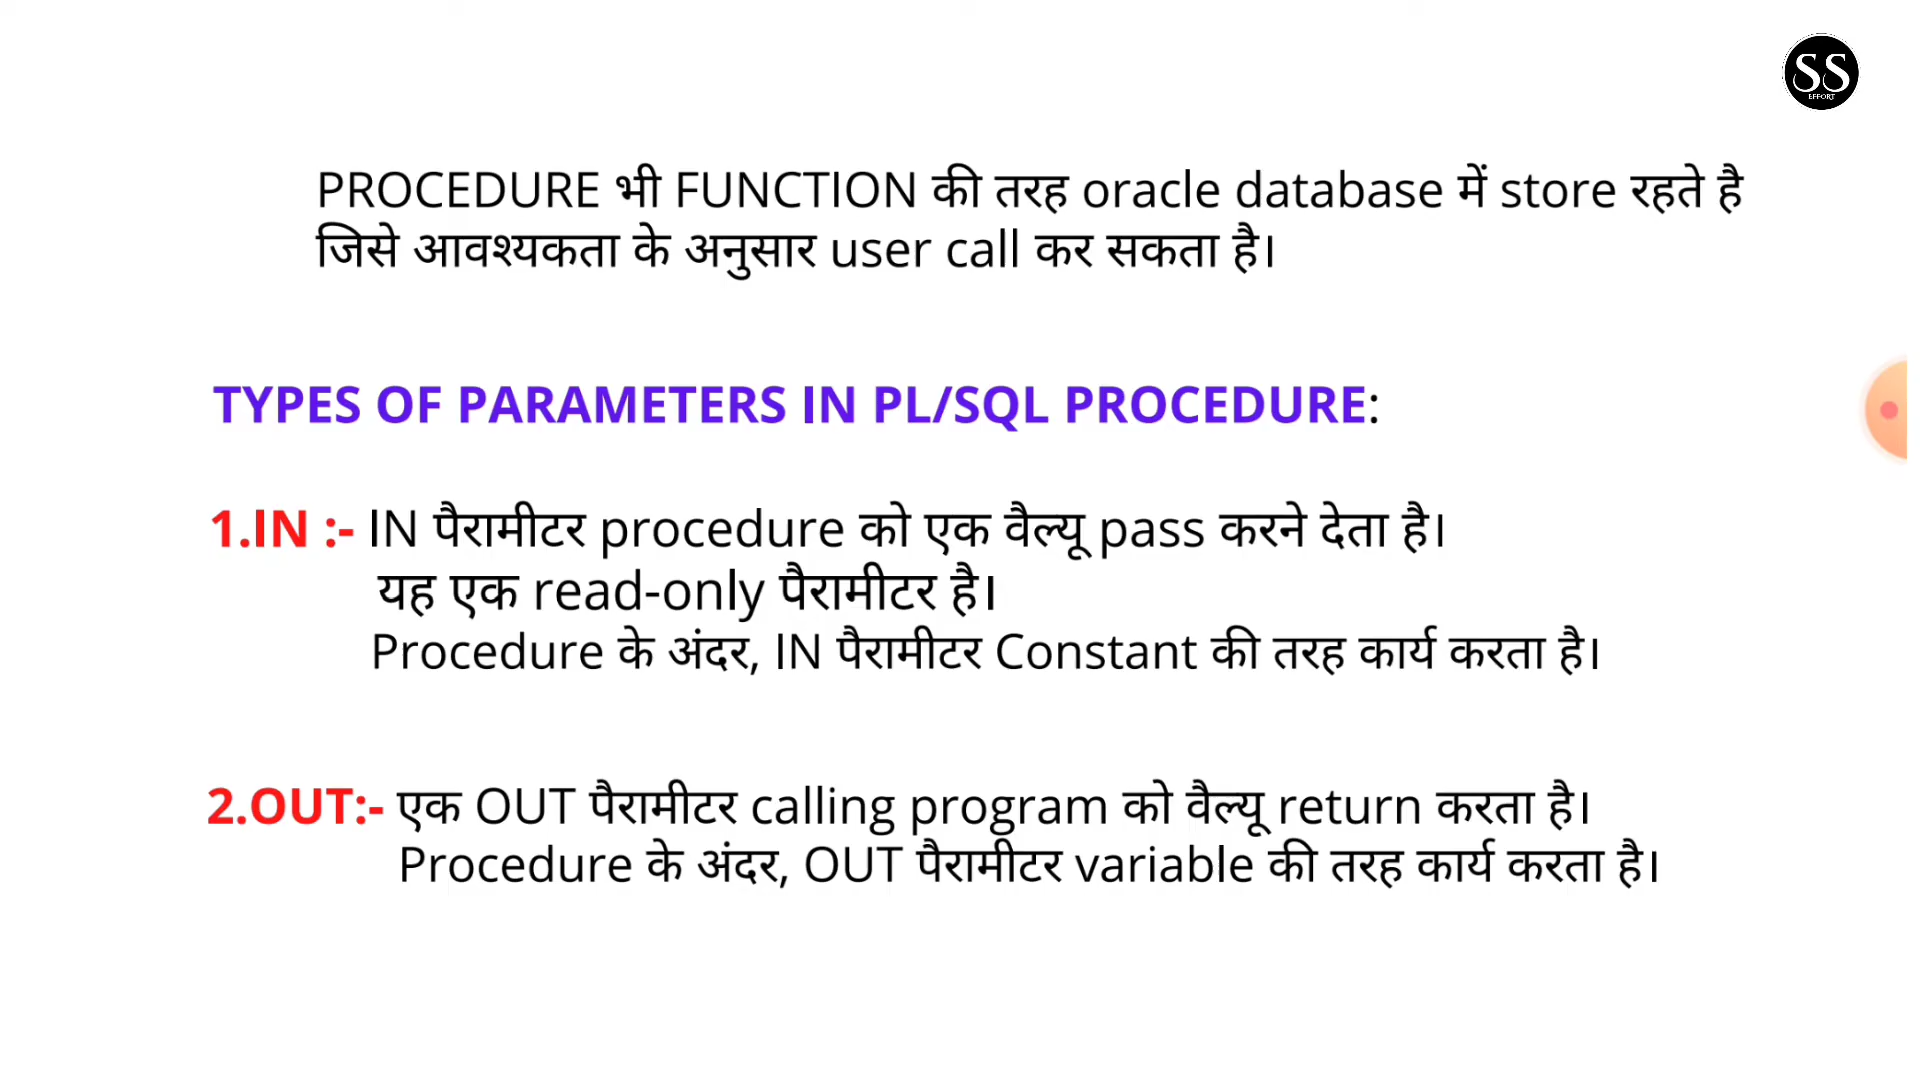 SS
EFFORT
PROCEDURE भी FUNCTION की तरह oracle database में store रहते है
जिसे आवश्यकता के अनुसार user call कर सकता है।
TYPES OF PARAMETERS IN PL/SQL PROCEDURE:
1.IN :- IN पैरामीटर procedure को एक वैल्यू pass करने देता है।
यह एक read-only पैरामीटर है।
Procedure के अंदर, IN पैरामीटर Constant की तरह कार्य करता है।
2.OUT:- एक OUT पैरामीटर calling program को वैल्यू return करता है।
Procedure के अंदर, OUT पैरामीटर variable की तरह कार्य करता है।